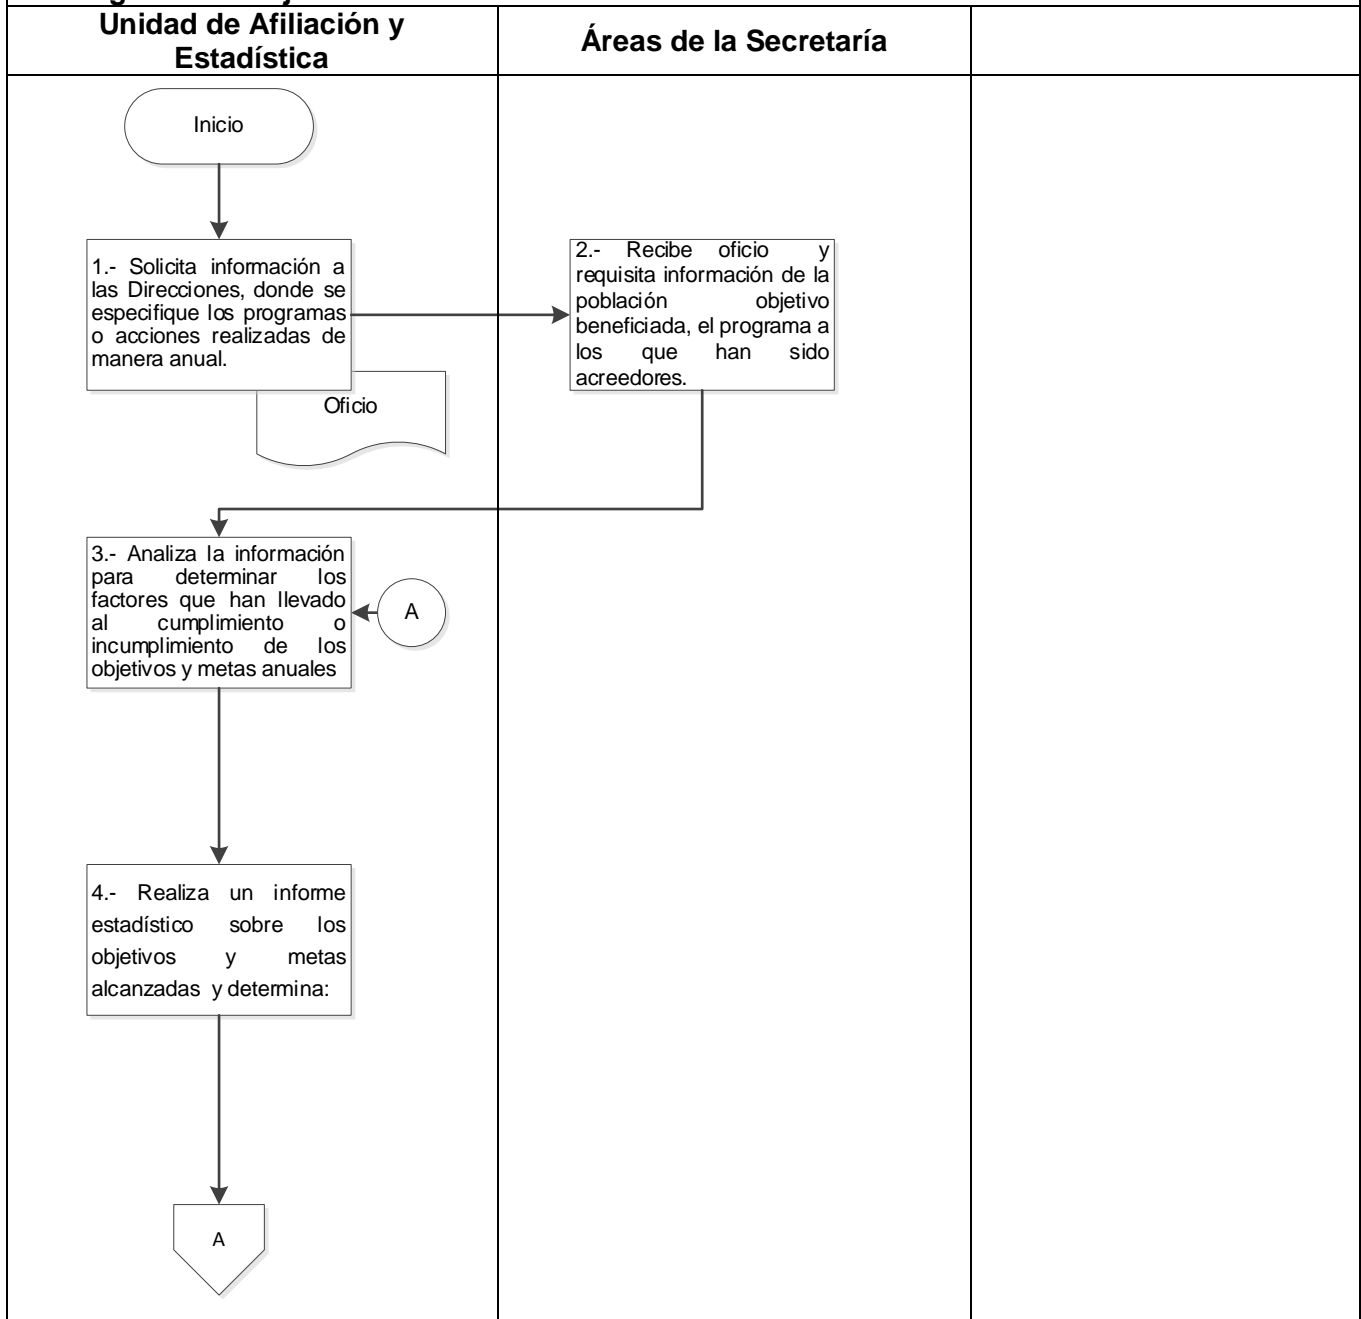 Unidad de Afiliación y
Estadística
Áreas de la Secretaría
Inicio
1.- Solicita información a
las Direcciones, donde se
especifique los programas
o acciones realizadas de
manera anual.
Oficio
2.- Recibe oficio y
requisita información de la
población objetivo
beneficiada, el programa a
los que han sido
acreedores.
3.- Analiza la información
para determinar los
factores que han llevado
al cumplimiento o
incumplimiento de los
objetivos y metas anuales
A
4.- Realiza un informe
estadístico sobre los
objetivos y metas
alcanzadas y determina:
A